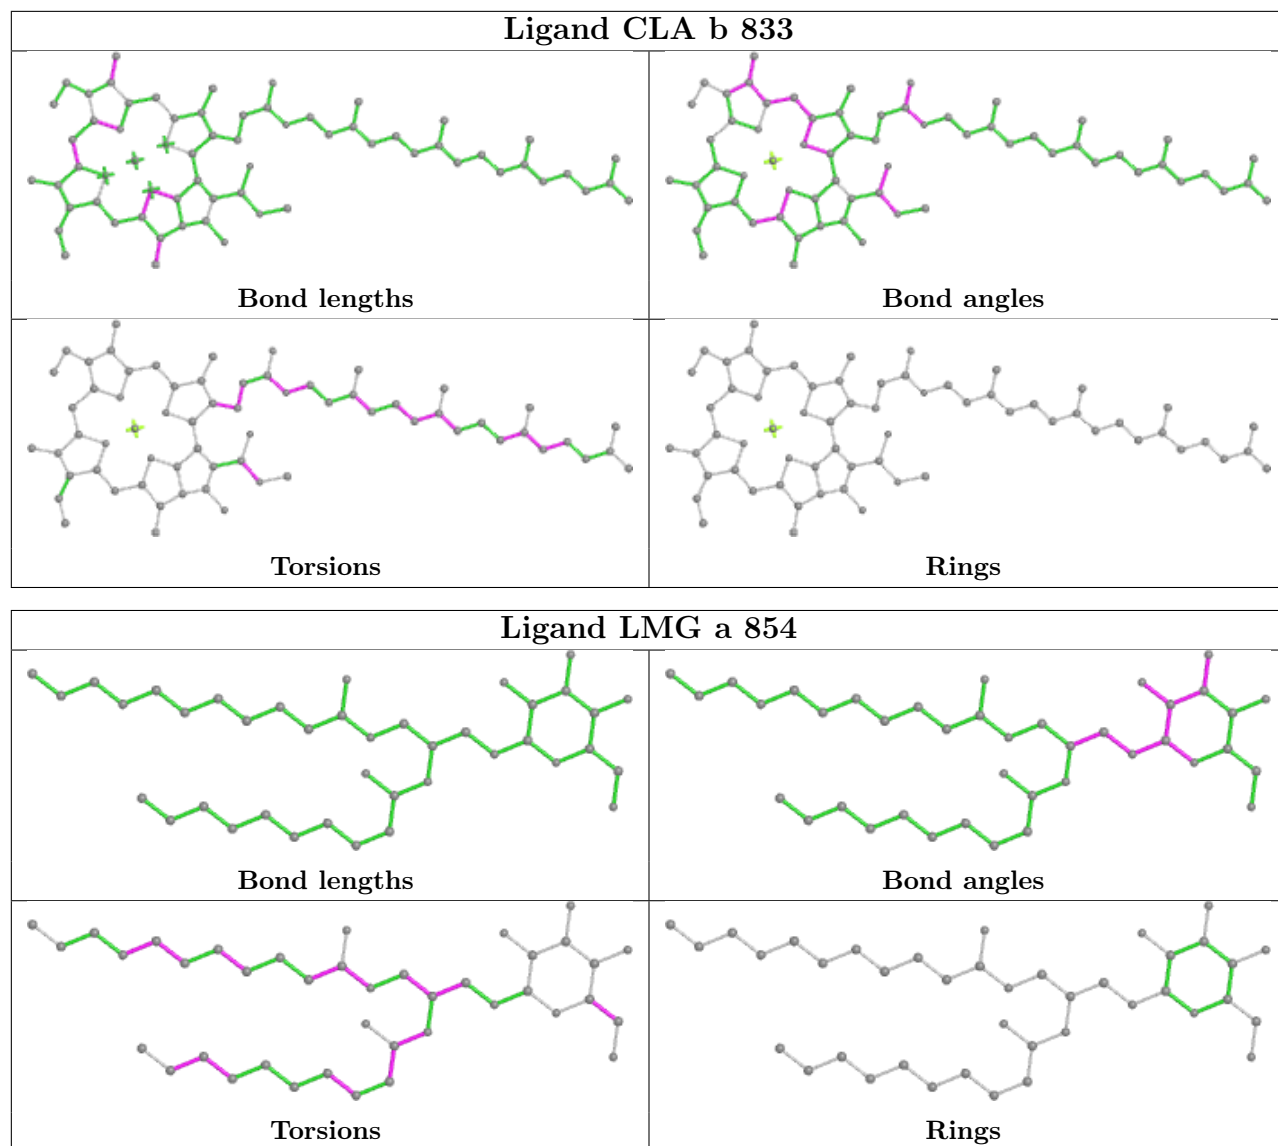 Ligand CLA b 833
Bond lengths
Bond angles
Torsions
Rings
Ligand LMG a 854
Bond lengths
Bond angles
Torsions
Rings